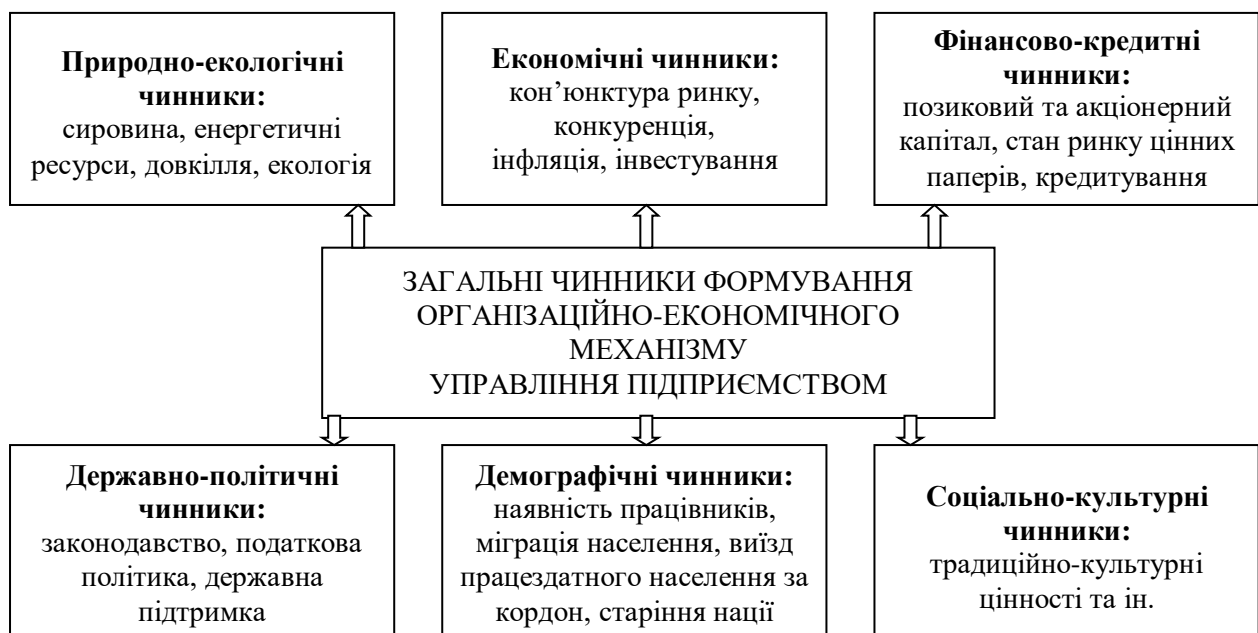 Природно-екологічні
чинники:
сировина, енергетичні
ресурси, довкілля, екологія
Економічні чинники:
кон’юнктура ринку,
конкуренція,
інфляція, інвестування
Фінансово-кредитні
чинники:
позиковий та акціонерний
капітал, стан ринку цінних
паперів, кредитування
ЗАГАЛЬНІ ЧИННИКИ ФОРМУВАННЯ
ОРГАНІЗАЦІЙНО-ЕКОНОМІЧНОГО
МЕХАНІЗМУ
УПРАВЛІННЯ ПІДПРИЄМСТВОМ
Державно-політичні
чинники:
законодавство, податкова
політика, державна
підтримка
Демографічні чинники:
наявність працівників,
міграція населення, виїзд
працездатного населення за
кордон, старіння нації
Соціально-культурні
чинники:
традиційно-культурні
цінності та ін.